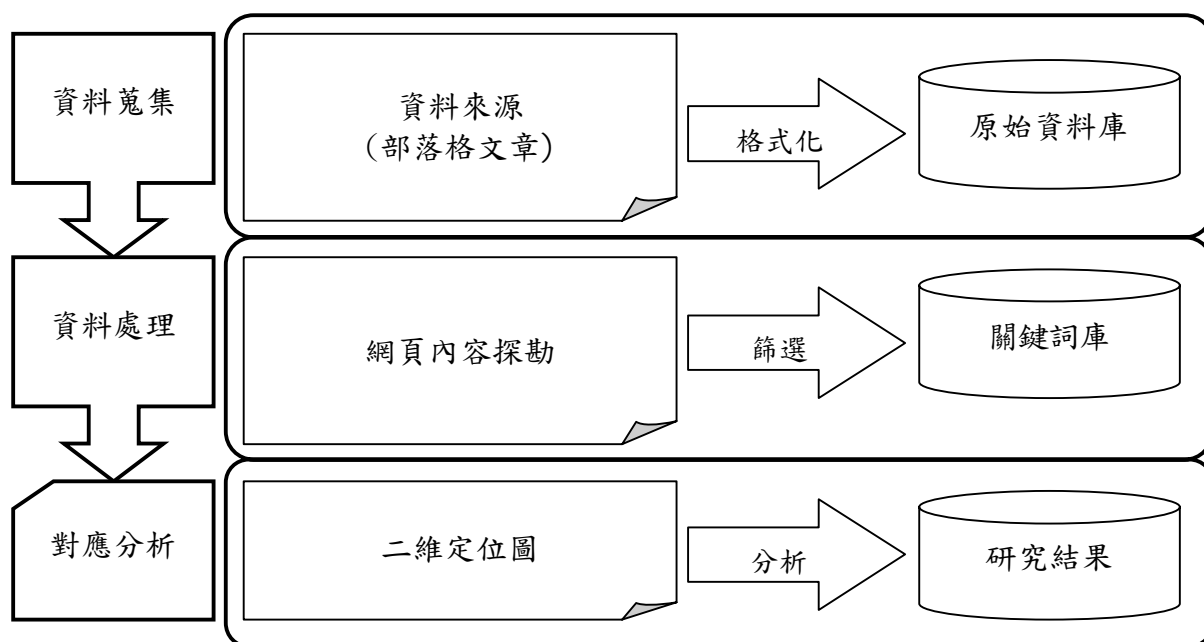 資料蒐集
資料來源
(部落格文章)
格式化
原始資料庫
資料處理
網頁內容探勘
篩選
關鍵詞庫
對應分析
二維定位圖
分析
研究結果